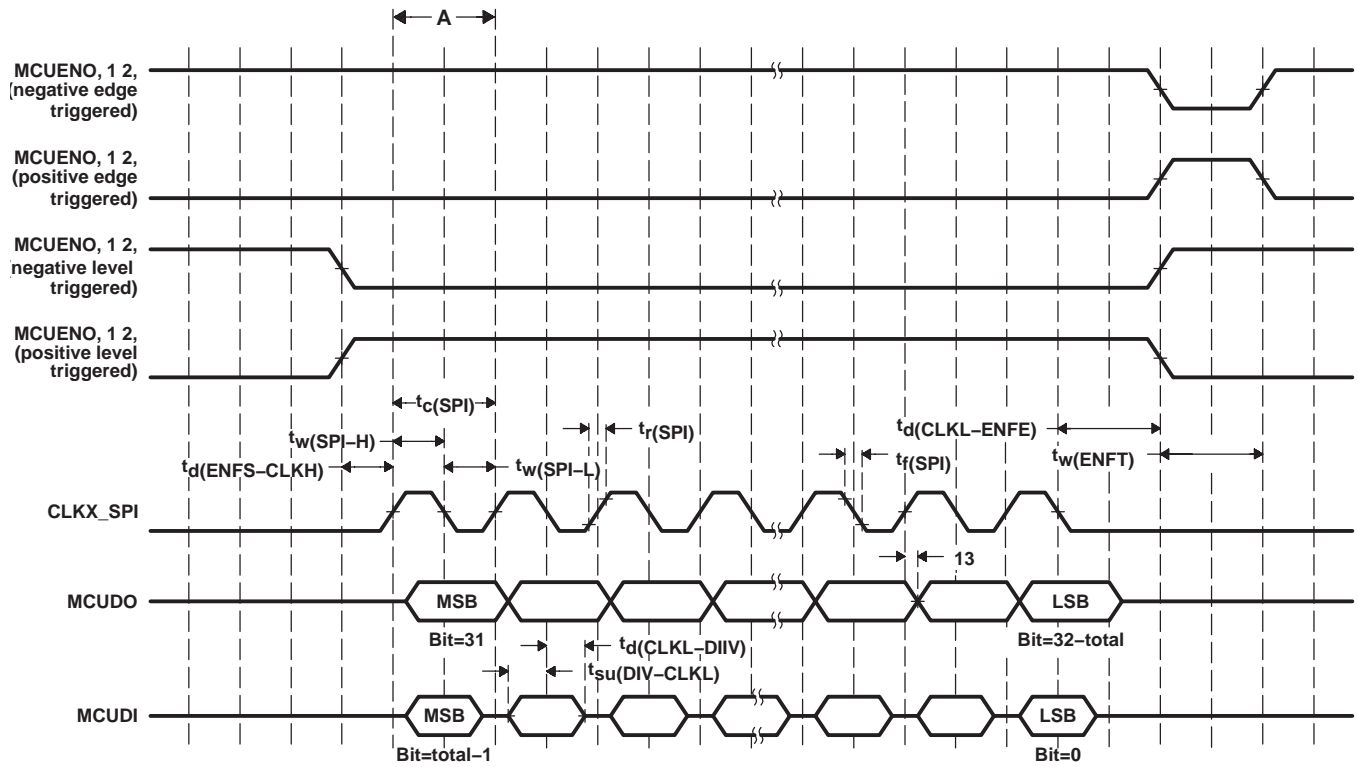 A
MCUENO, 1 2,
(negative edge
triggered)
MCUENO, 1 2,
(positive edge
triggered)
MCUENO, 1 2,
(negative level
triggered)
MCUENO, 1 2,
(positive level
triggered)
tc(SPI)
tw(SPI–H)
tr(SPI)
td(CLKL–ENFE)
td(ENFS–CLKH)
tw(SPI–L)
tf(SPI)
tw(ENFT)
CLKX_SPI
13
MCUDO
MSB
LSB
Bit=31
Bit=32–total
td(CLKL–DIIV)
tsu(DIV–CLKL)
MCUDI
MSB
LSB
Bit=total–1
Bit=0